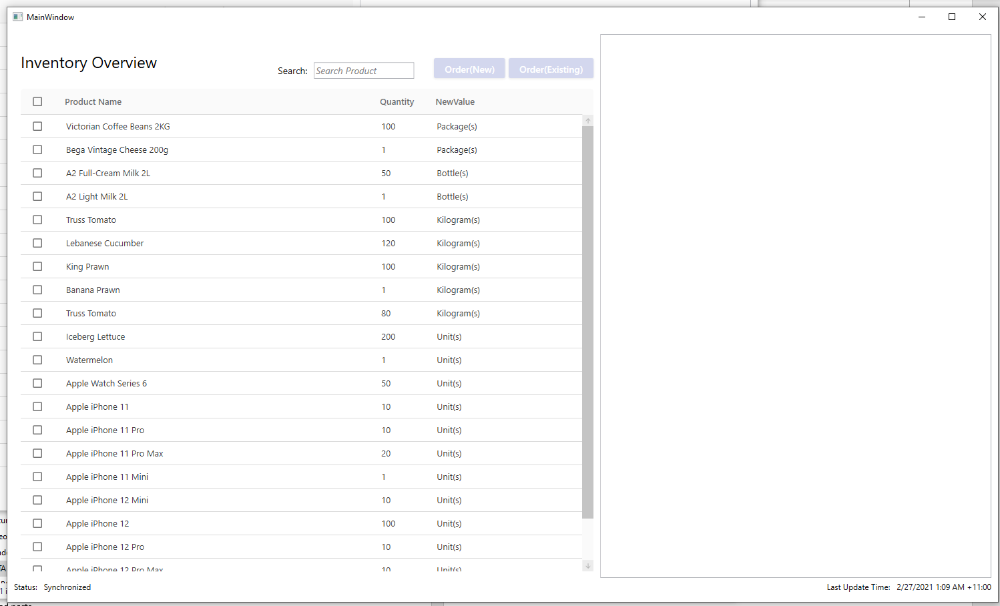 MainWindow
Inventory Overview
Search: Search Product Order(New) Order(Existing)
Product Name Quantity NewValue
Victorian Coffee Beans 2KG 100 Package(s)
Bega Vintage Cheese 200g 1 Package(s)
A2 Full-Cream Milk 2L 50 Bottle(s)
A2 Light Milk 2L 1 Bottle(s)
Truss Tomato 100 Kilogram(s)
Lebanese Cucumber 120 Kilogram(s)
King Prawn 100 Kilogram(s)
Banana Prawn 1 Kilogram(s)
Truss Tomato 80 Kilogram(s)
Iceberg Lettuce 200 Unit(s)
Watermelon 1 Unit(s)
Apple Watch Series 6 50 Unit(s)
Apple iPhone 11 10 Unit(s)
Apple iPhone 11 Pro 10 Unit(s)
Apple iPhone 11 Pro Max 20 Unit(s)
Apple iPhone 11 Mini 1 Unit(s)
Apple iPhone 12 Mini 10 Unit(s)
Apple iPhone 12 100 Unit(s)
Apple iPhone 12 Pro 10 Unit(s)
Apple iPhone 12 Pro Max 10 Unit(s)
Status: Synchronized Last Update Time: 2/27/2021 1:09 AM +11:00